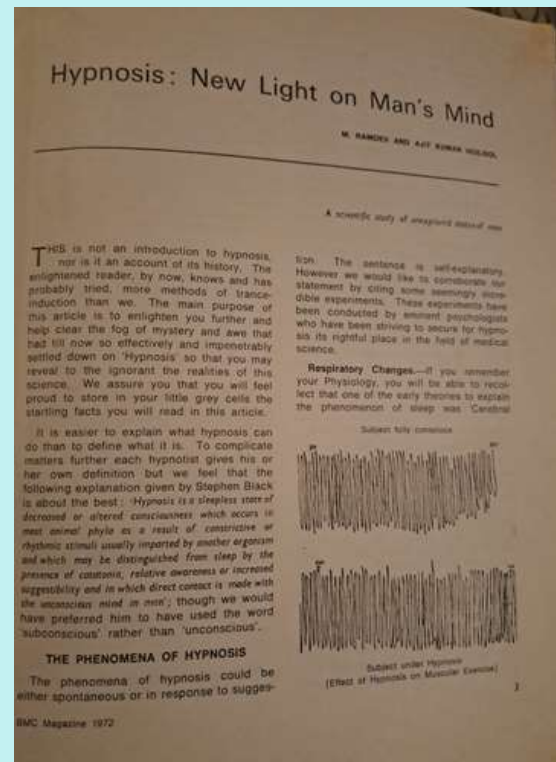 Hypnosis: New Light on Man's Mind
M. RAMDEV AND AJIT KUMAR
A scientific study of unexplored
THIS is not an introduction to hypnosis,
nor is it an account of its history. The
enlightened reader, by now, knows and has
probably tried, more methods of trance-
induction than we. The main purpose of
this article is to enlighten you further and
help clear the fog of mystery and awe that
had till now so effectively and impenetrably
settled down on 'Hypnosis' so that you may
reveal to the ignorant the realities of this
science. We assure you that you will feel
proud to store in your little grey cells the
startling facts you will read in this article.
It is easier to explain what hypnosis can
do than to define what it is. To complicate
matters further each hypnotist gives his or
her own definition but we feel that the
following explanation given by Stephen Black
is about the best: 'Hypnosis is a sleepless state of
decreased or altered consciousness which occurs in
most animal phyla as a result of constrictive or
rhythmic stimuli usually imparted by another organism
and which may be distinguished from sleep by the
presence of catatonia, relative awareness or increased
suggestibility and in which direct contact is made with
the unconscious mind in men'; though we would
have preferred him to have used the word
'subconscious' rather than 'unconscious'.
THE PHENOMENA OF HYPNOSIS
The phenomena of hypnosis could be
either spontaneous or in response to sugges-
tion. The sentence is self-explanatory.
However we would like to corroborate our
statement by citing some seemingly incre-
dible experiments. These experiments have
been conducted by eminent psychologists
who have been striving to secure for hypno-
sis its rightful place in the field of medical
science.
Respiratory Changes.—If you remember
your Physiology, you will be able to recol-
lect that one of the early theories to explain
the phenomenon of sleep was 'Cerebral
Subject fully conscious
Subject under Hypnosis
[Effect of Hypnosis on Muscular Exercise]
BMC Magazine 1972